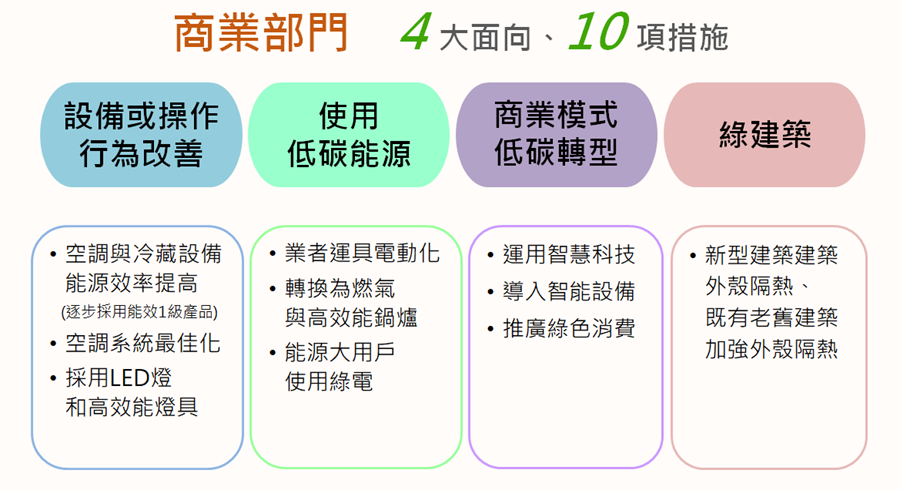 商業部門 4大面向、10項措施
設備或操作
行為改善
使用
低碳能源
商業模式
低碳轉型
綠建築
• 空調與冷藏設備
能源效率提高
(逐步採用能效1級產品)
• 空調系統最佳化
• 採用LED燈
和高效能燈具
• 業者運具電動化
• 轉換為燃氣
與高效能鍋爐
• 能源大用戶
使用綠電
• 運用智慧科技
• 導入智能設備
• 推廣綠色消費
• 新型建築建築
外殼隔熱、
既有老舊建築
加強外殼隔熱